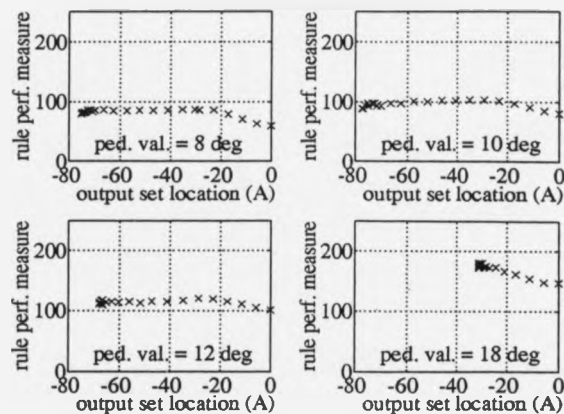 200
100
0
rule perf. measure
ped. val. = 8 deg
-80 -60 -40 -20 0
output set location (A)
200
100
0
rule perf. measure
ped. val. = 10 deg
-80 -60 -40 -20 0
output set location (A)
200
100
0
rule perf. measure
ped. val. = 12 deg
-80 -60 -40 -20 0
output set location (A)
200
100
0
rule perf. measure
ped. val. = 18 deg
-80 -60 -40 -20 0
output set location (A)